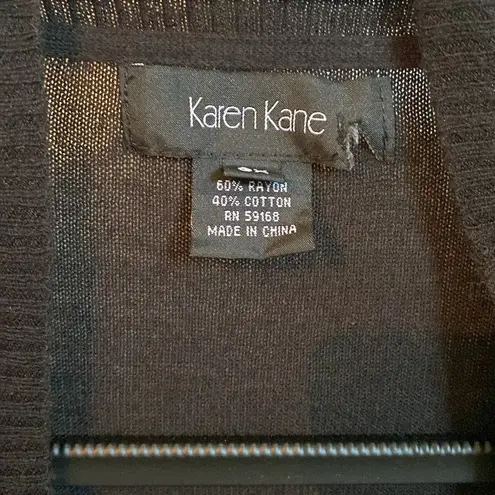 Karen Kane
60% RAYON
40% COTTON
RN 59168
MADE IN CHINA